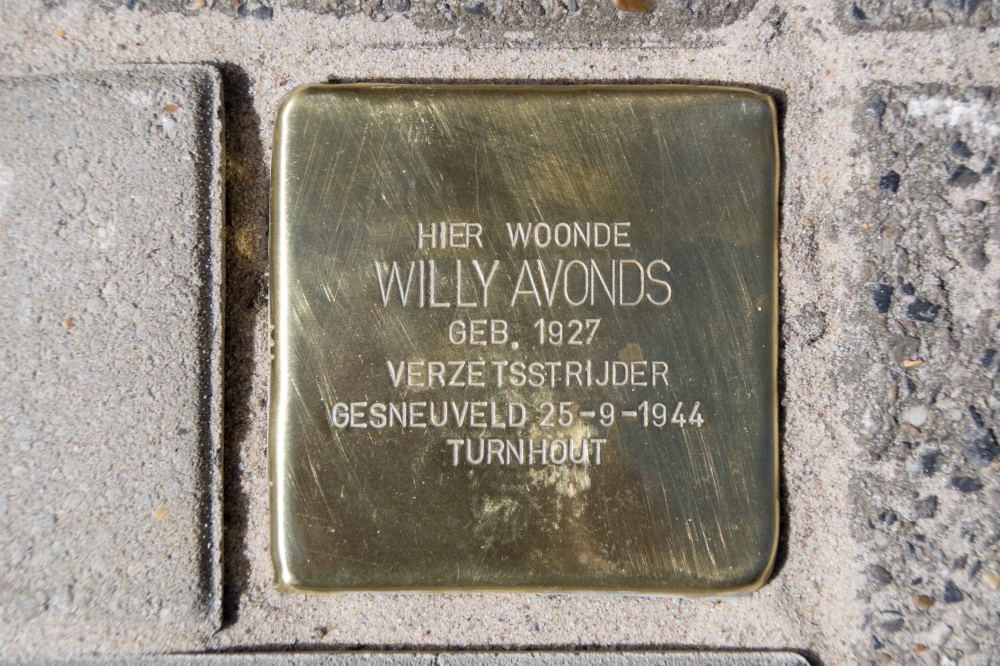 HIER WOONDE
WILLY AVONDS
GEB. 1927
VERZETSSTRIJDER
GESNEUVELD 25-9-1944
TURNHOUT